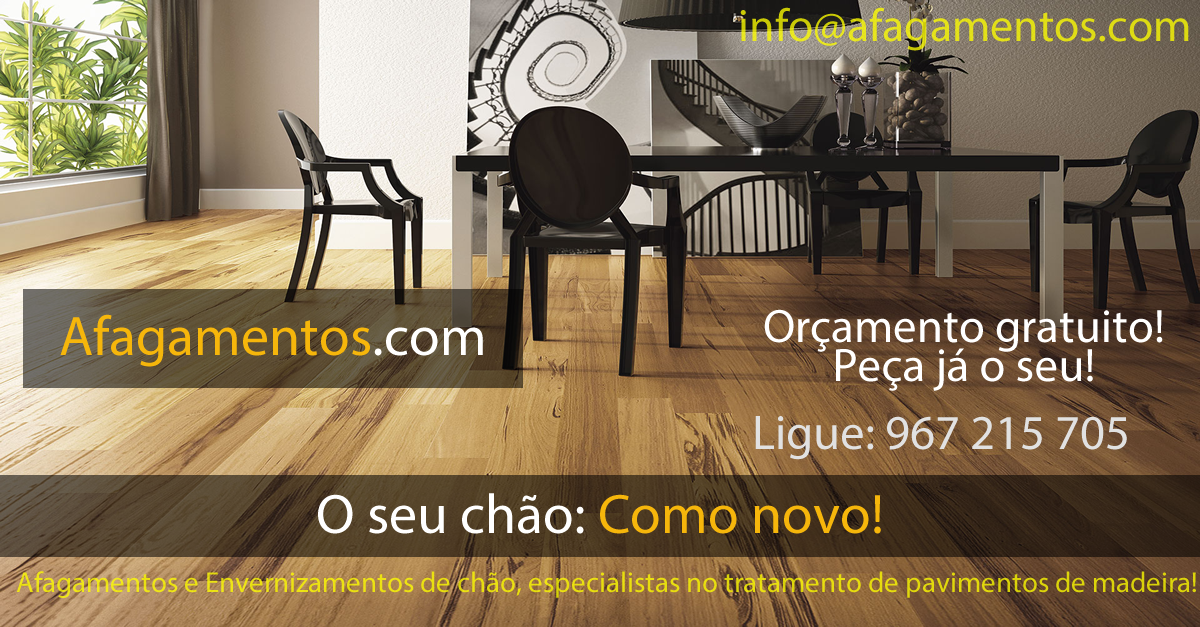 info@afagamentos.com
Afagamentos.com
Orçamento gratuito!
Peça já o seu!
Ligue: 967 215 705
O seu chão: Como novo!
Afagamentos e Envernizamentos de chão, especialistas no tratamento de pavimentos de madeira!